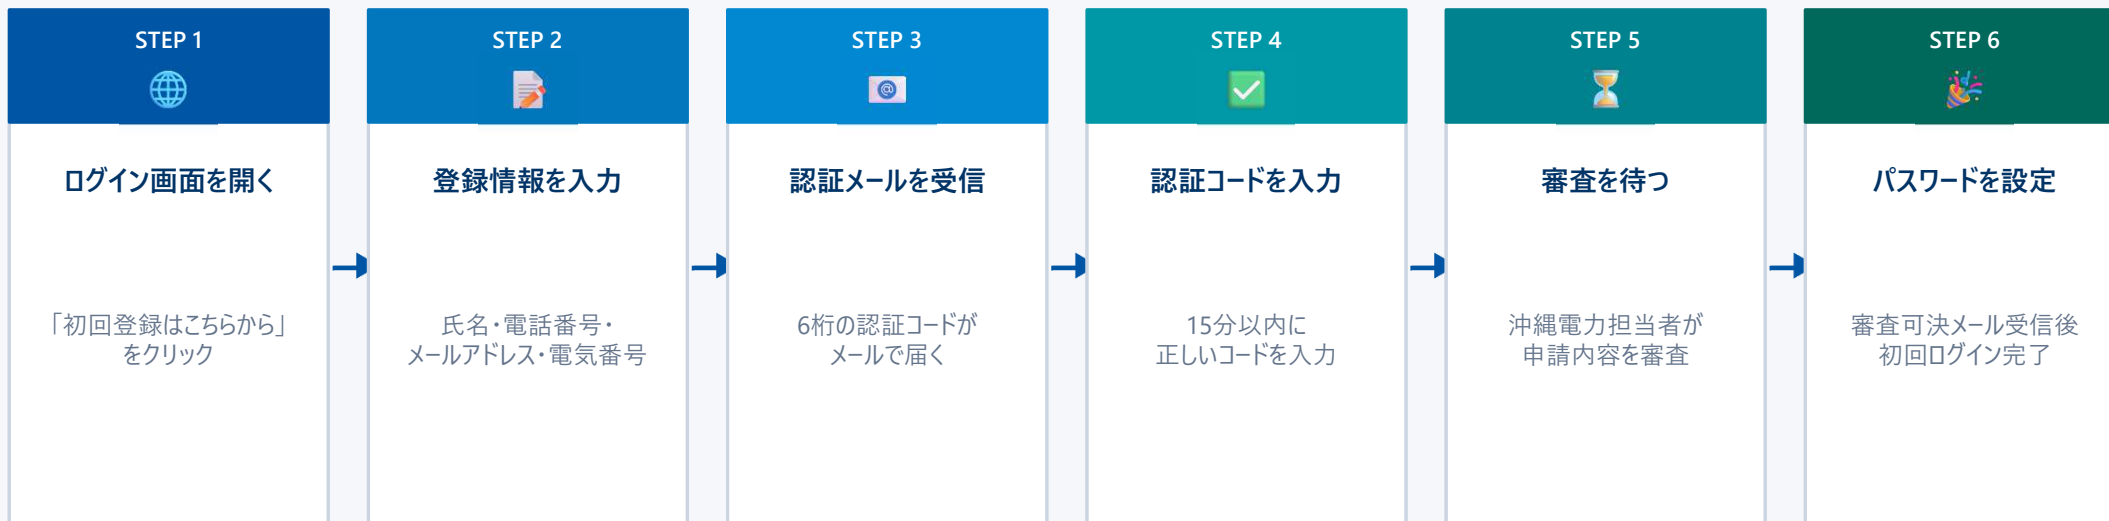 STEP 1
ログイン画面を開く
「初回登録はこちらから」
をクリック
STEP 2
登録情報を入力
氏名・電話番号・
メールアドレス・電気番号
STEP 3
認証メールを受信
6桁の認証コードが
メールで届く
STEP 4
認証コードを入力
15分以内に
正しいコードを入力
STEP 5
審査を待つ
沖縄電力担当者が
申請内容を審査
STEP 6
パスワードを設定
審査可決メール受信後
初回ログイン完了